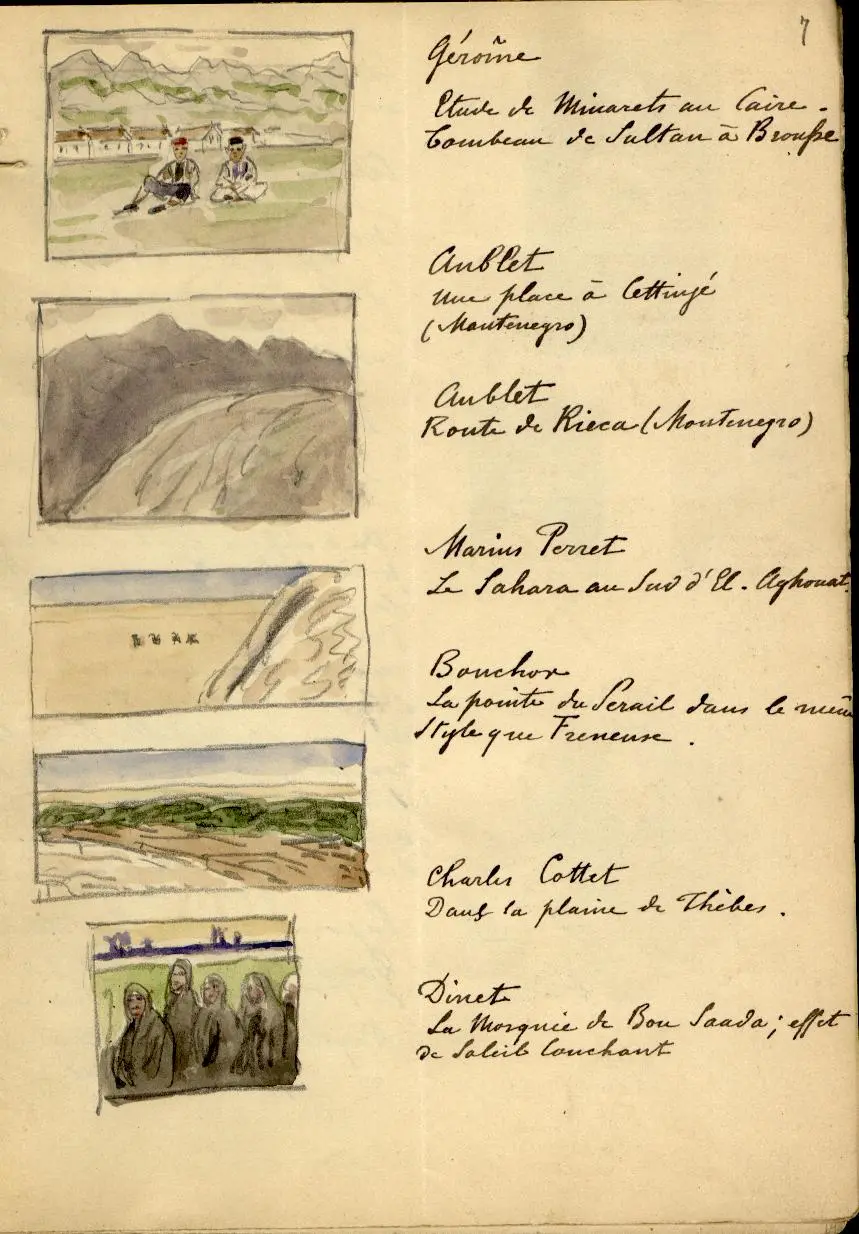 7
Gérôme
Etude de Minarets au Caire.
Tombeau de Sultan à Brousse
Aublet
une place à Cettinjé
(Montenegro)
Aublet
Route de Rieca (Montenegro)
Marius Perret
Le Sahara au Sud d'El-Aghouat.
Bouchor
La pointe du Serail dans le même
style que Freneuse.
Charles Cottet
Dans la plaine de Thèbes.
Dinet
La Mosquée de Bou Saada; effet
de Soleil Couchant